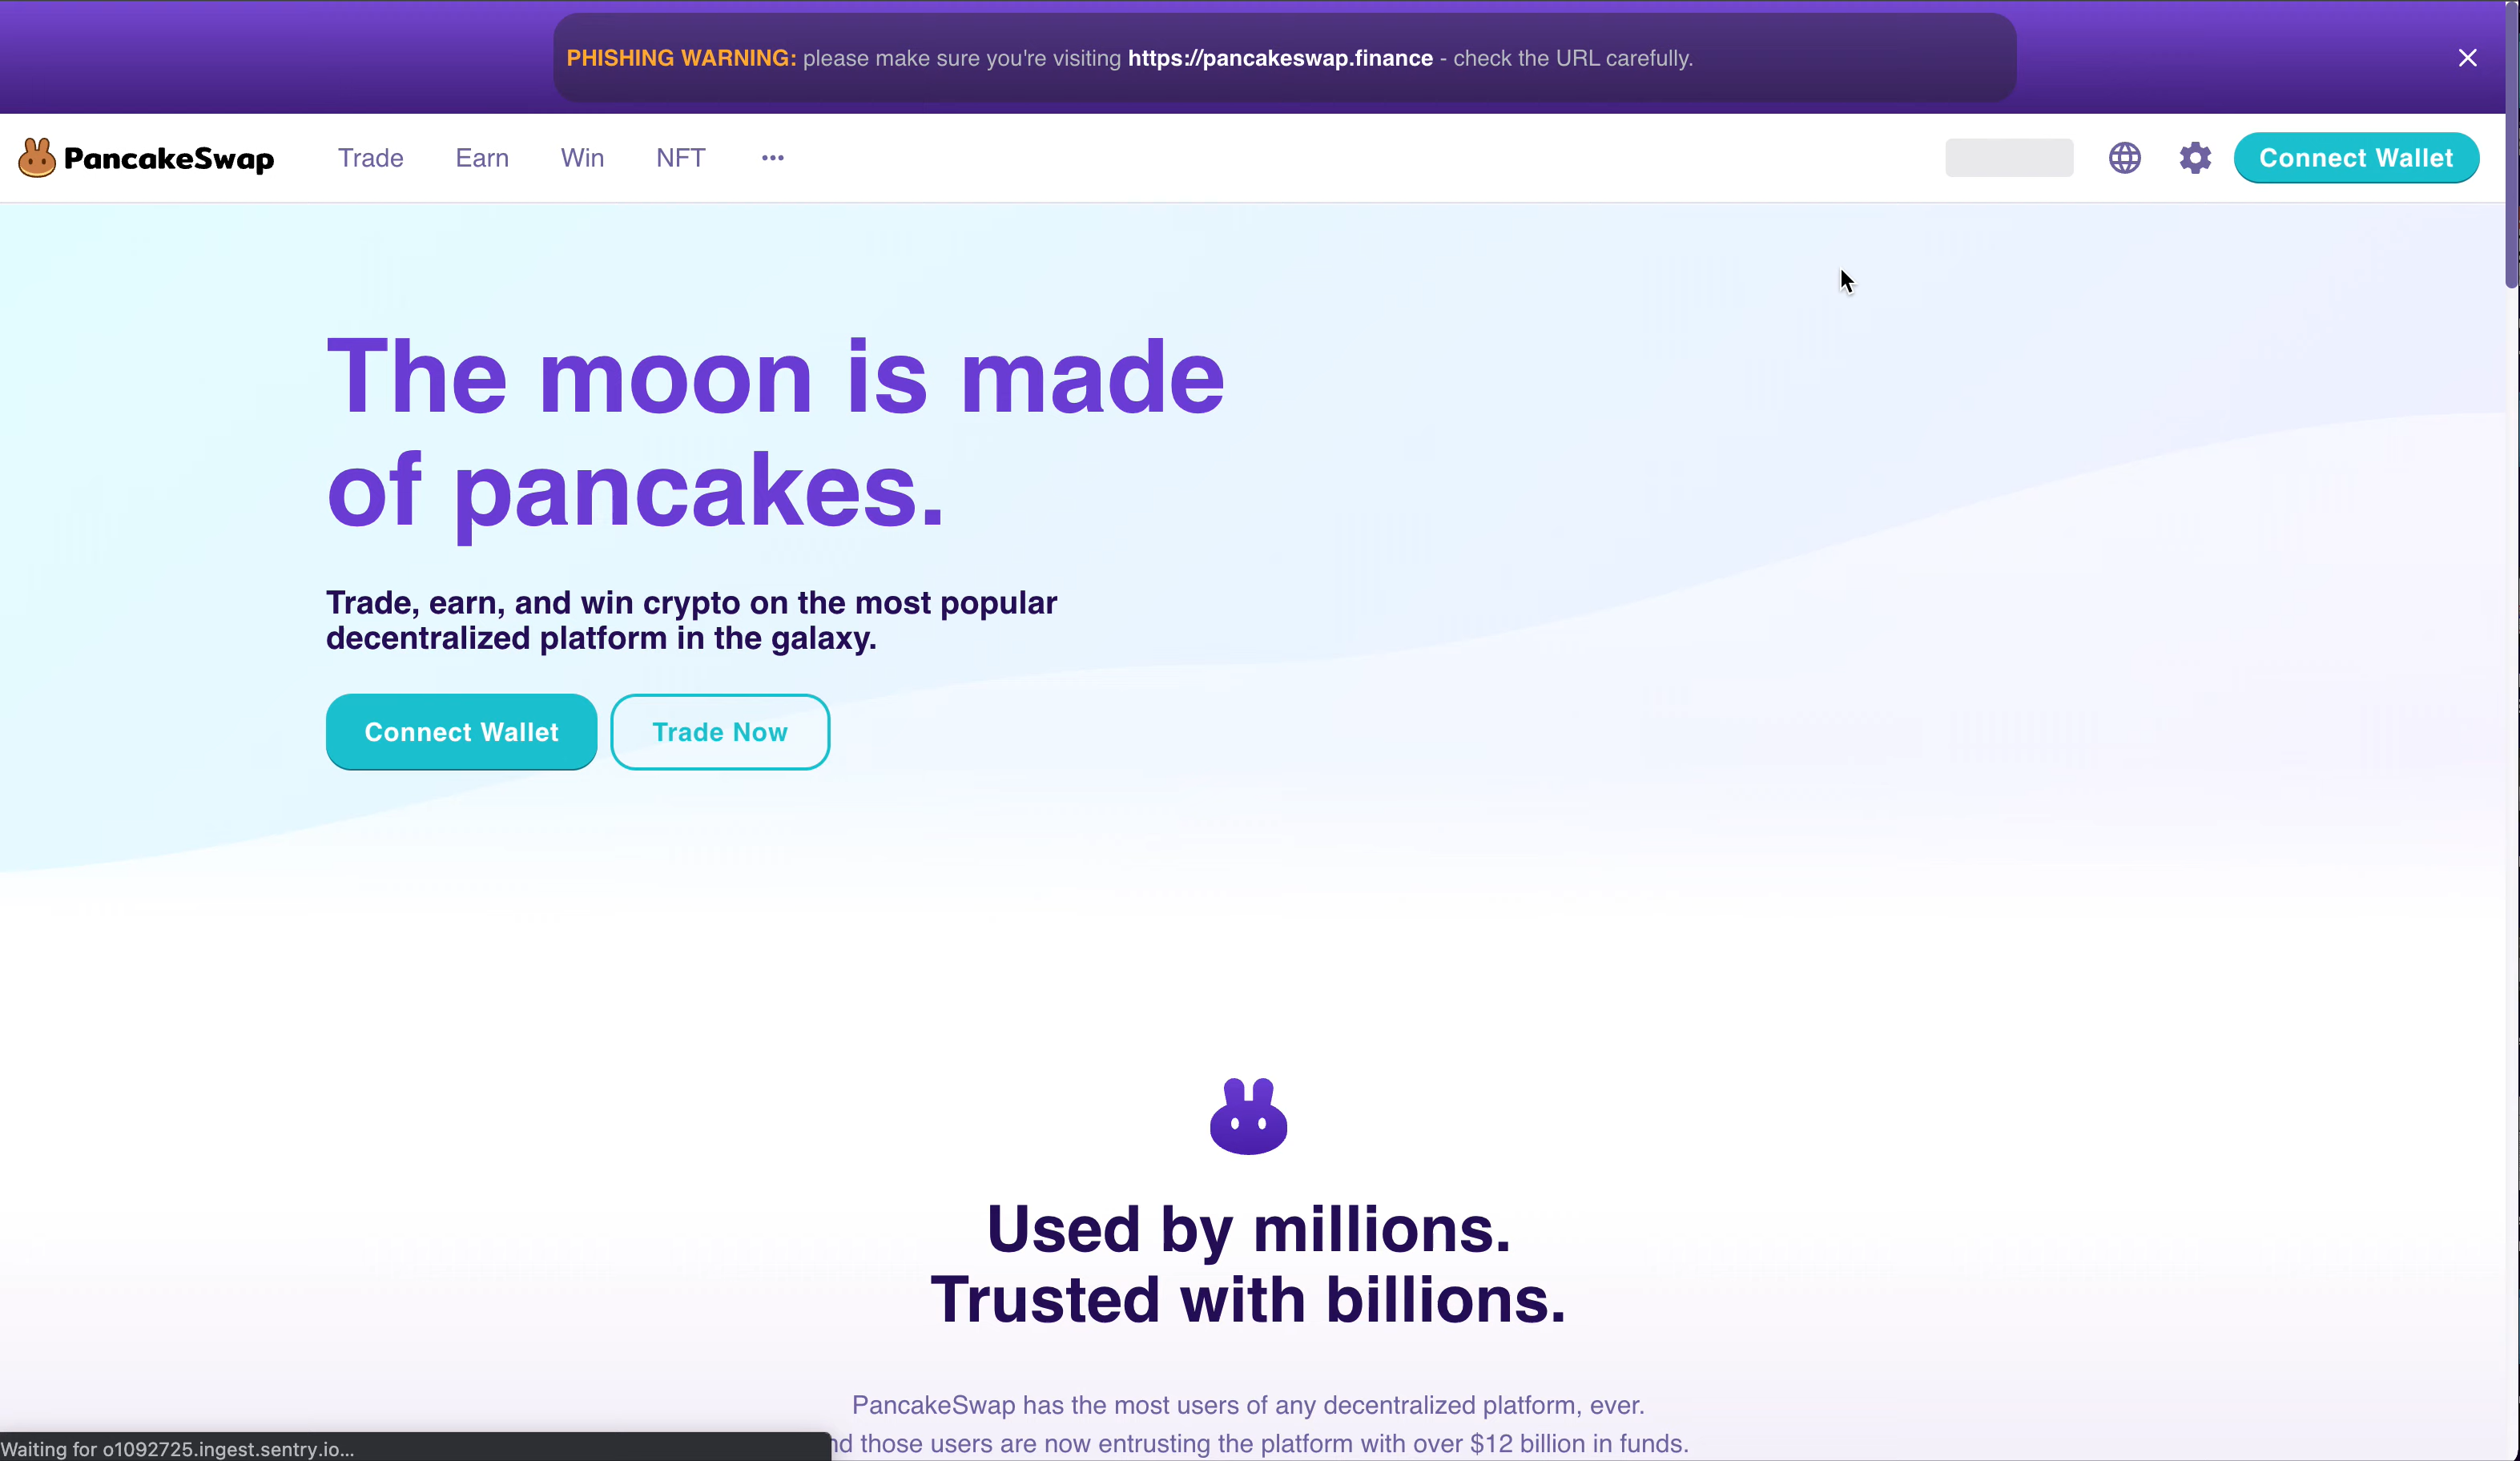 PHISHING WARNING: please make sure you're visiting https://pancakeswap.finance - check the URL carefully.
PancakeSwap
Trade
Earn
Win
NFT
Connect Wallet
The moon is made
of pancakes.
Trade, earn, and win crypto on the most popular
decentralized platform in the galaxy.
Connect Wallet
Trade Now
Used by millions.
Trusted with billions.
PancakeSwap has the most users of any decentralized platform, ever.
those users are now entrusting the platform with over $12 billion in funds.
Waiting for o1092725.ingest.sentry.io...